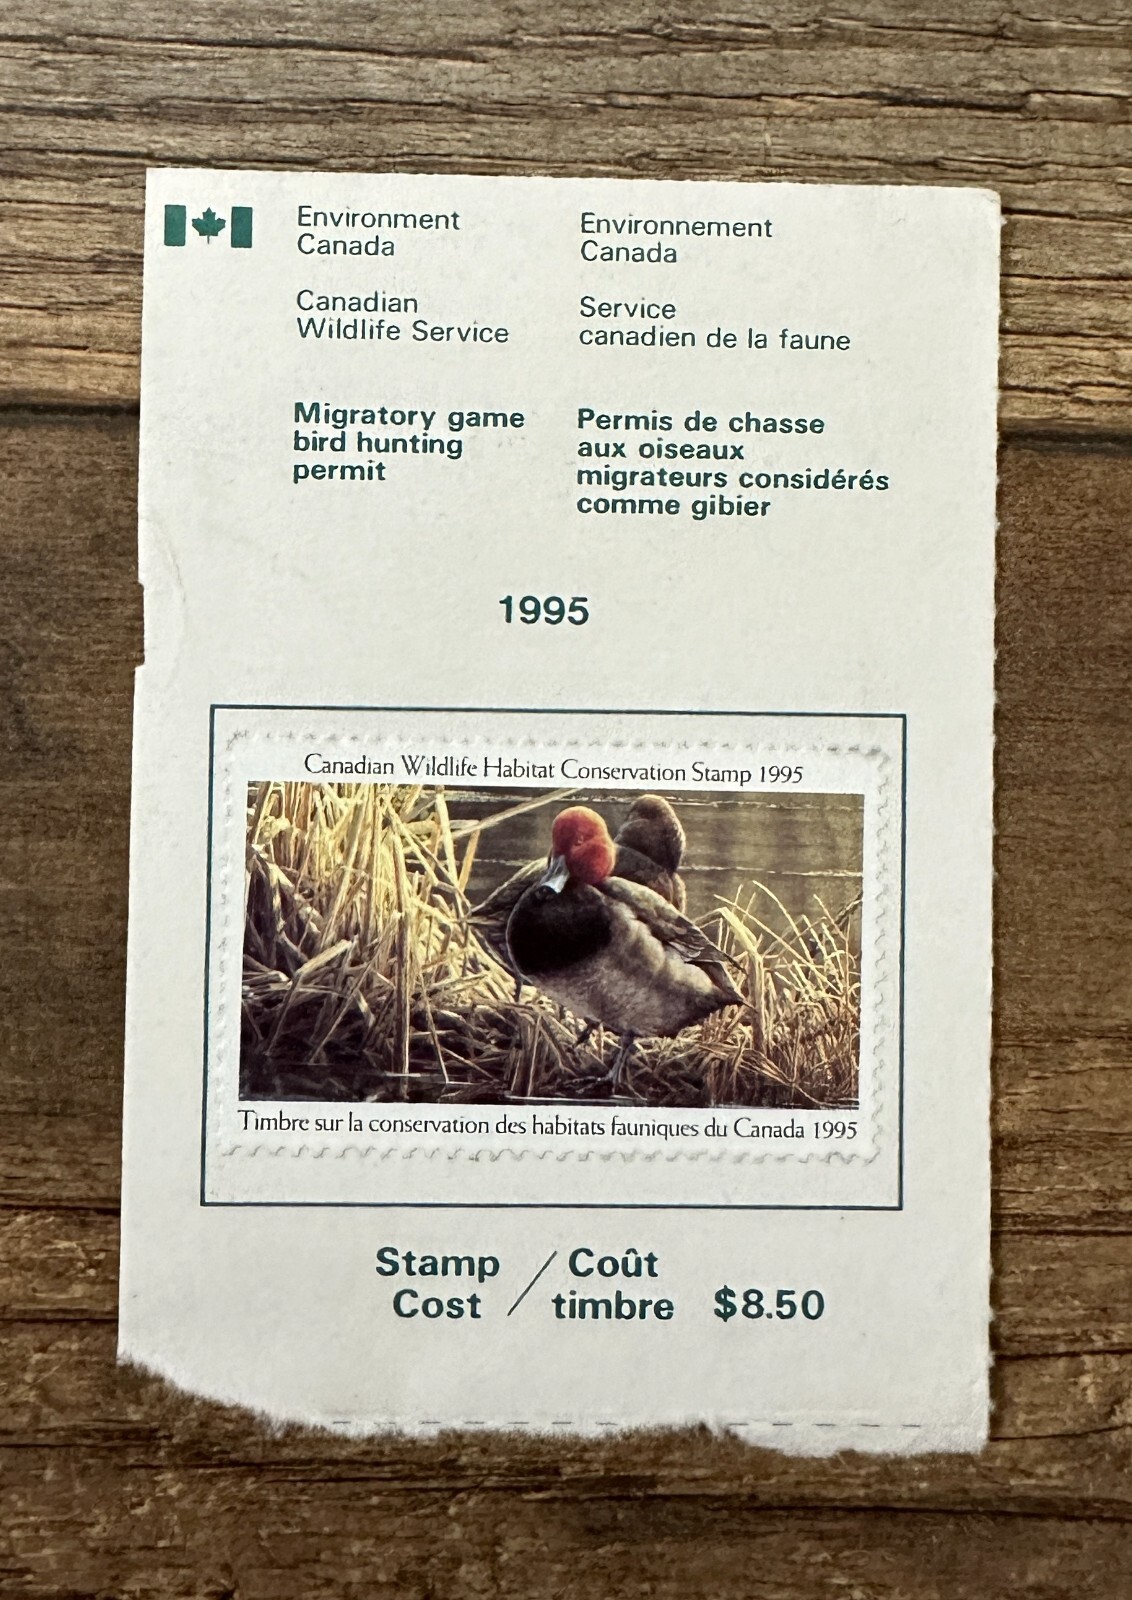 Environment
Canada
Environnement
Canada
Canadian
Wildlife Service
Service
canadien de la faune
Migratory game
bird hunting
permit
Permis de chasse
aux oiseaux
migrateurs considérés
comme gibier
1995
Canadian Wildlife Habitat Conservation Stamp 1995
Timbre sur la conservation des habitats fauniques du Canada 1995
Stamp / Coût
Cost / timbre $8.50